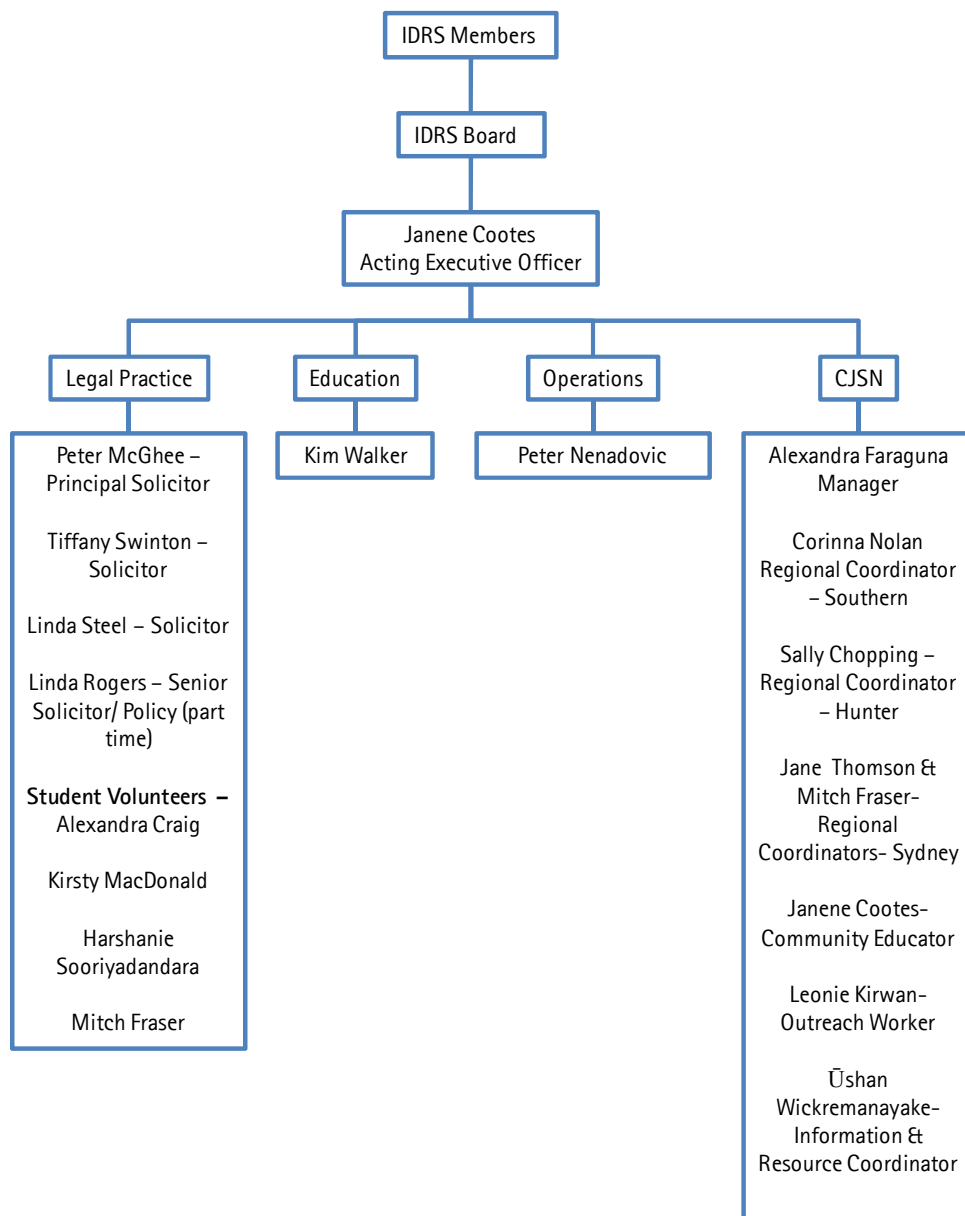 IDRS Members
IDRS Board
Janene Cootes
Acting Executive Officer
Legal Practice
Education
Operations
CJSN
Peter McGhee –
Principal Solicitor
Tiffany Swinton –
Solicitor
Linda Steel – Solicitor
Linda Rogers – Senior
Solicitor/ Policy (part
time)
Student Volunteers –
Alexandra Craig
Kirsty MacDonald
Harshanie
Sooriyadandara
Mitch Fraser
Kim Walker
Peter Nenadovic
Alexandra Faraguna
Manager
Corinna Nolan
Regional Coordinator
– Southern
Sally Chopping –
Regional Coordinator
– Hunter
Jane Thomson &
Mitch Fraser-
Regional
Coordinators- Sydney
Janene Cootes-
Community Educator
Leonie Kirwan-
Outreach Worker
Ūshan
Wickremanayake-
Information &
Resource Coordinator